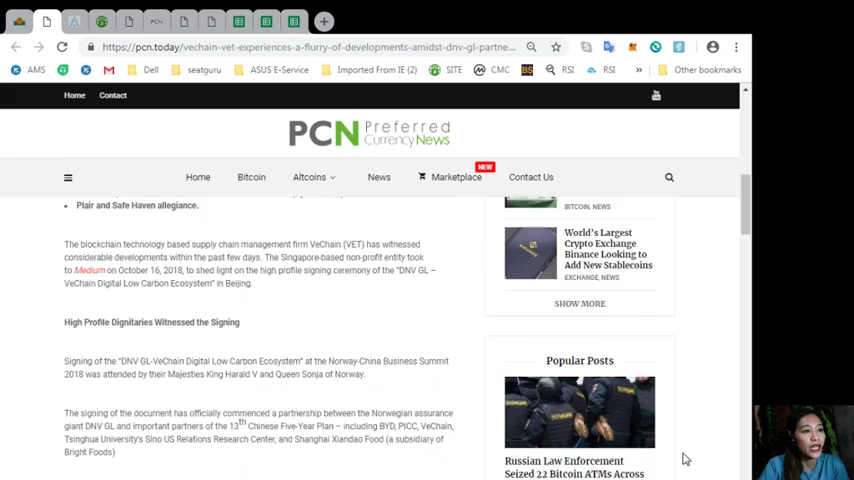 PCN
https://pcn.today/vechain-vet-experiences-a-flurry-of-developments-amidst-dnv-gl-partne...
AMS
Dell
seatguru
ASUS E-Service
Imported From IE (2)
SITE
CMC
BS
RSI
RSI
»
Other bookmarks
Home
Contact
PCN Preferred
Currency News
Home
Bitcoin
Altcoins
News
NEW
Marketplace
Contact Us
• Plair and Safe Haven allegiance.
The blockchain technology based supply chain management firm VeChain (VET) has witnessed
considerable developments within the past few days. The Singapore-based non-profit entity took
to Medium on October 16, 2018, to shed light on the high profile signing ceremony of the “DNV GL –
VeChain Digital Low Carbon Ecosystem” in Beijing.
High Profile Dignitaries Witnessed the Signing
Signing of the “DNV GL-VeChain Digital Low Carbon Ecosystem” at the Norway-China Business Summit
2018 was attended by their Majesties King Harald V and Queen Sonja of Norway.
The signing of the document has officially commenced a partnership between the Norwegian assurance
giant DNV GL and important partners of the 13th Chinese Five-Year Plan – including BYD, PICC, VeChain,
Tsinghua University's Sino US Relations Research Center, and Shanghai Xiandao Food (a subsidiary of
Bright Foods)
BITCOIN, NEWS
World's Largest
Crypto Exchange
Binance Looking to
Add New Stablecoins
EXCHANGE, NEWS
SHOW MORE
Popular Posts
Russian Law Enforcement
Seized 22 Bitcoin ATMs Across